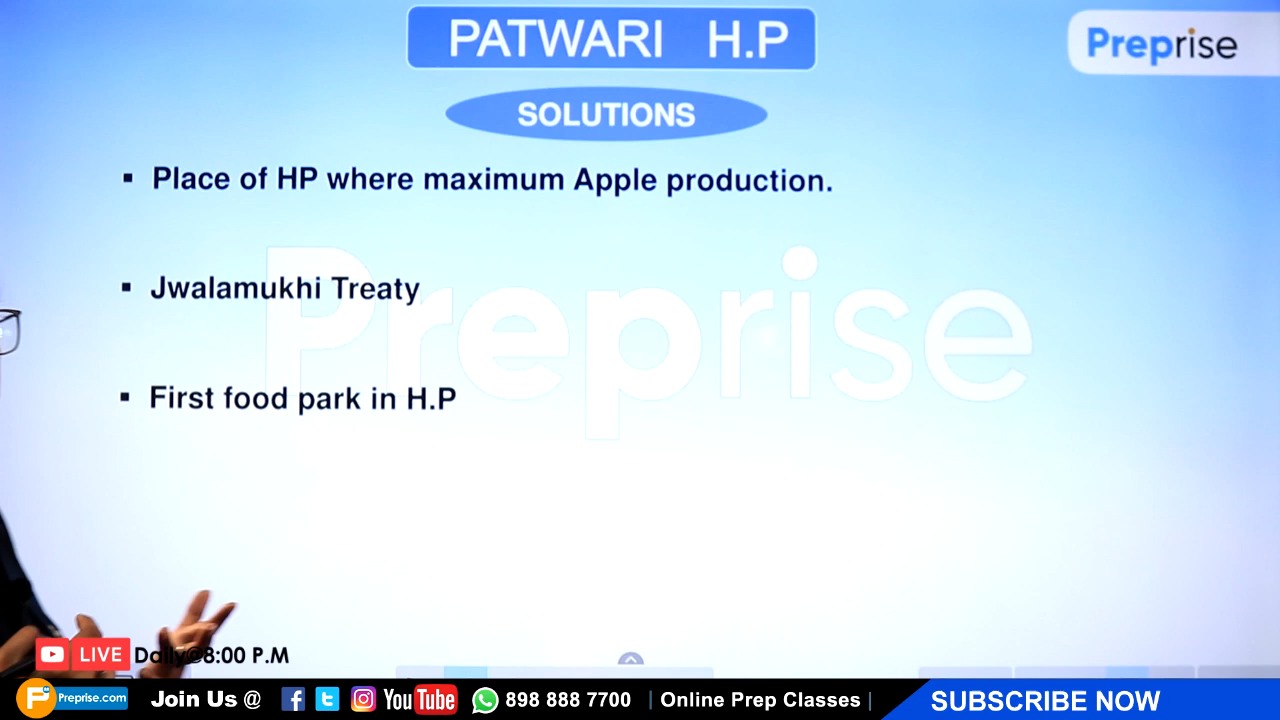 PATWARI H.P
Preprise
SOLUTIONS
▪ Place of HP where maximum Apple production.
▪ Jwalamukhi Treaty
▪ First food park in H.P
Preprise
LIVE Daily@8:00 P.M
Preprise.com Join Us @ YouTube 898 888 7700 | Online Prep Classes | SUBSCRIBE NOW